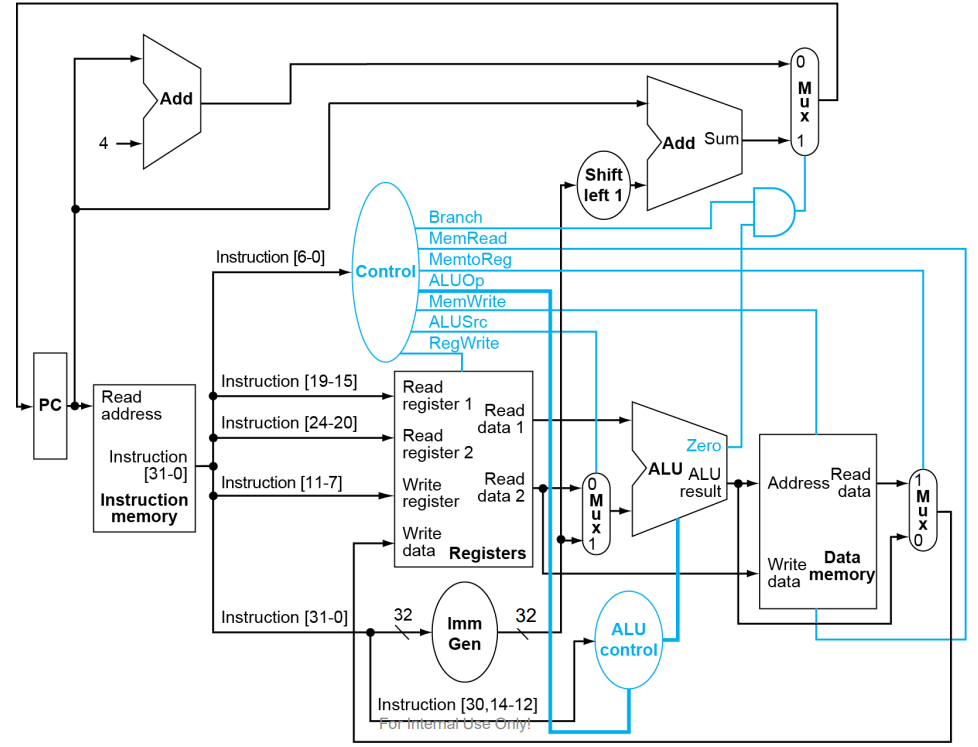 Add
4
0
M
u
x
1
Add
Sum
Shift
left 1
Branch
MemRead
MemtoReg
ALUOp
MemWrite
ALUSrc
RegWrite
Control
Instruction [6-0]
PC
Read
address
Instruction
[31-0]
Instruction
memory
Instruction [19-15]
Instruction [24-20]
Instruction [11-7]
Instruction [31-0]
Read
register 1
Read
register 2
Write
register
Write
data
Read
data 1
Read
data 2
Registers
0
M
u
x
1
Zero
ALU
ALU
result
Address
Read
data
Write
data
Data
memory
1
M
u
x
0
32
Imm
Gen
32
ALU
control
Instruction [30,14-12]
For Internal Use Only!